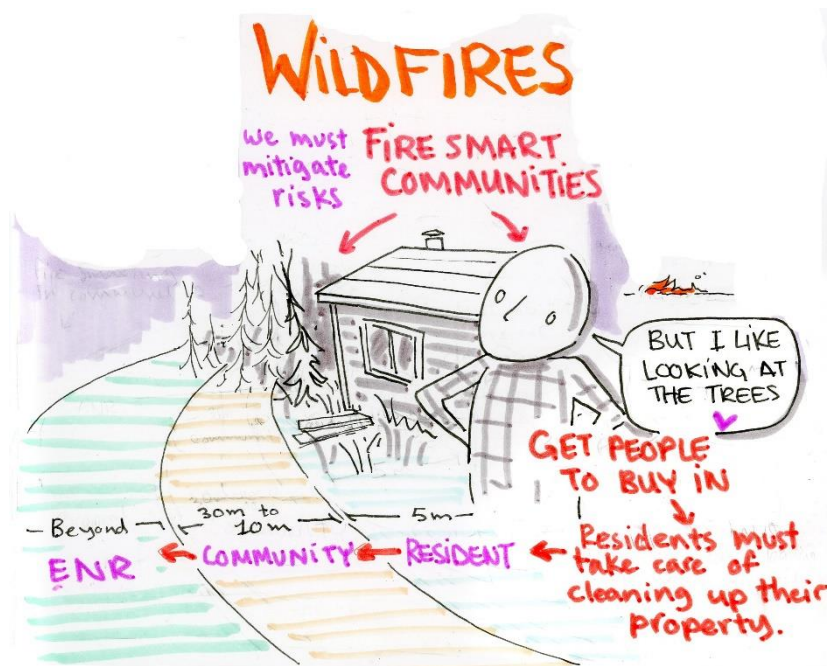 WILDFIRES
we must
mitigate
risks
FIRE SMART
COMMUNITIES
BUT I LIKE
LOOKING AT
THE TREES
GET PEOPLE
TO BUY IN
Residents must
take care of
cleaning up their
property.
- Beyond -
30m to
10m
5m
ENR
COMMUNITY
RESIDENT